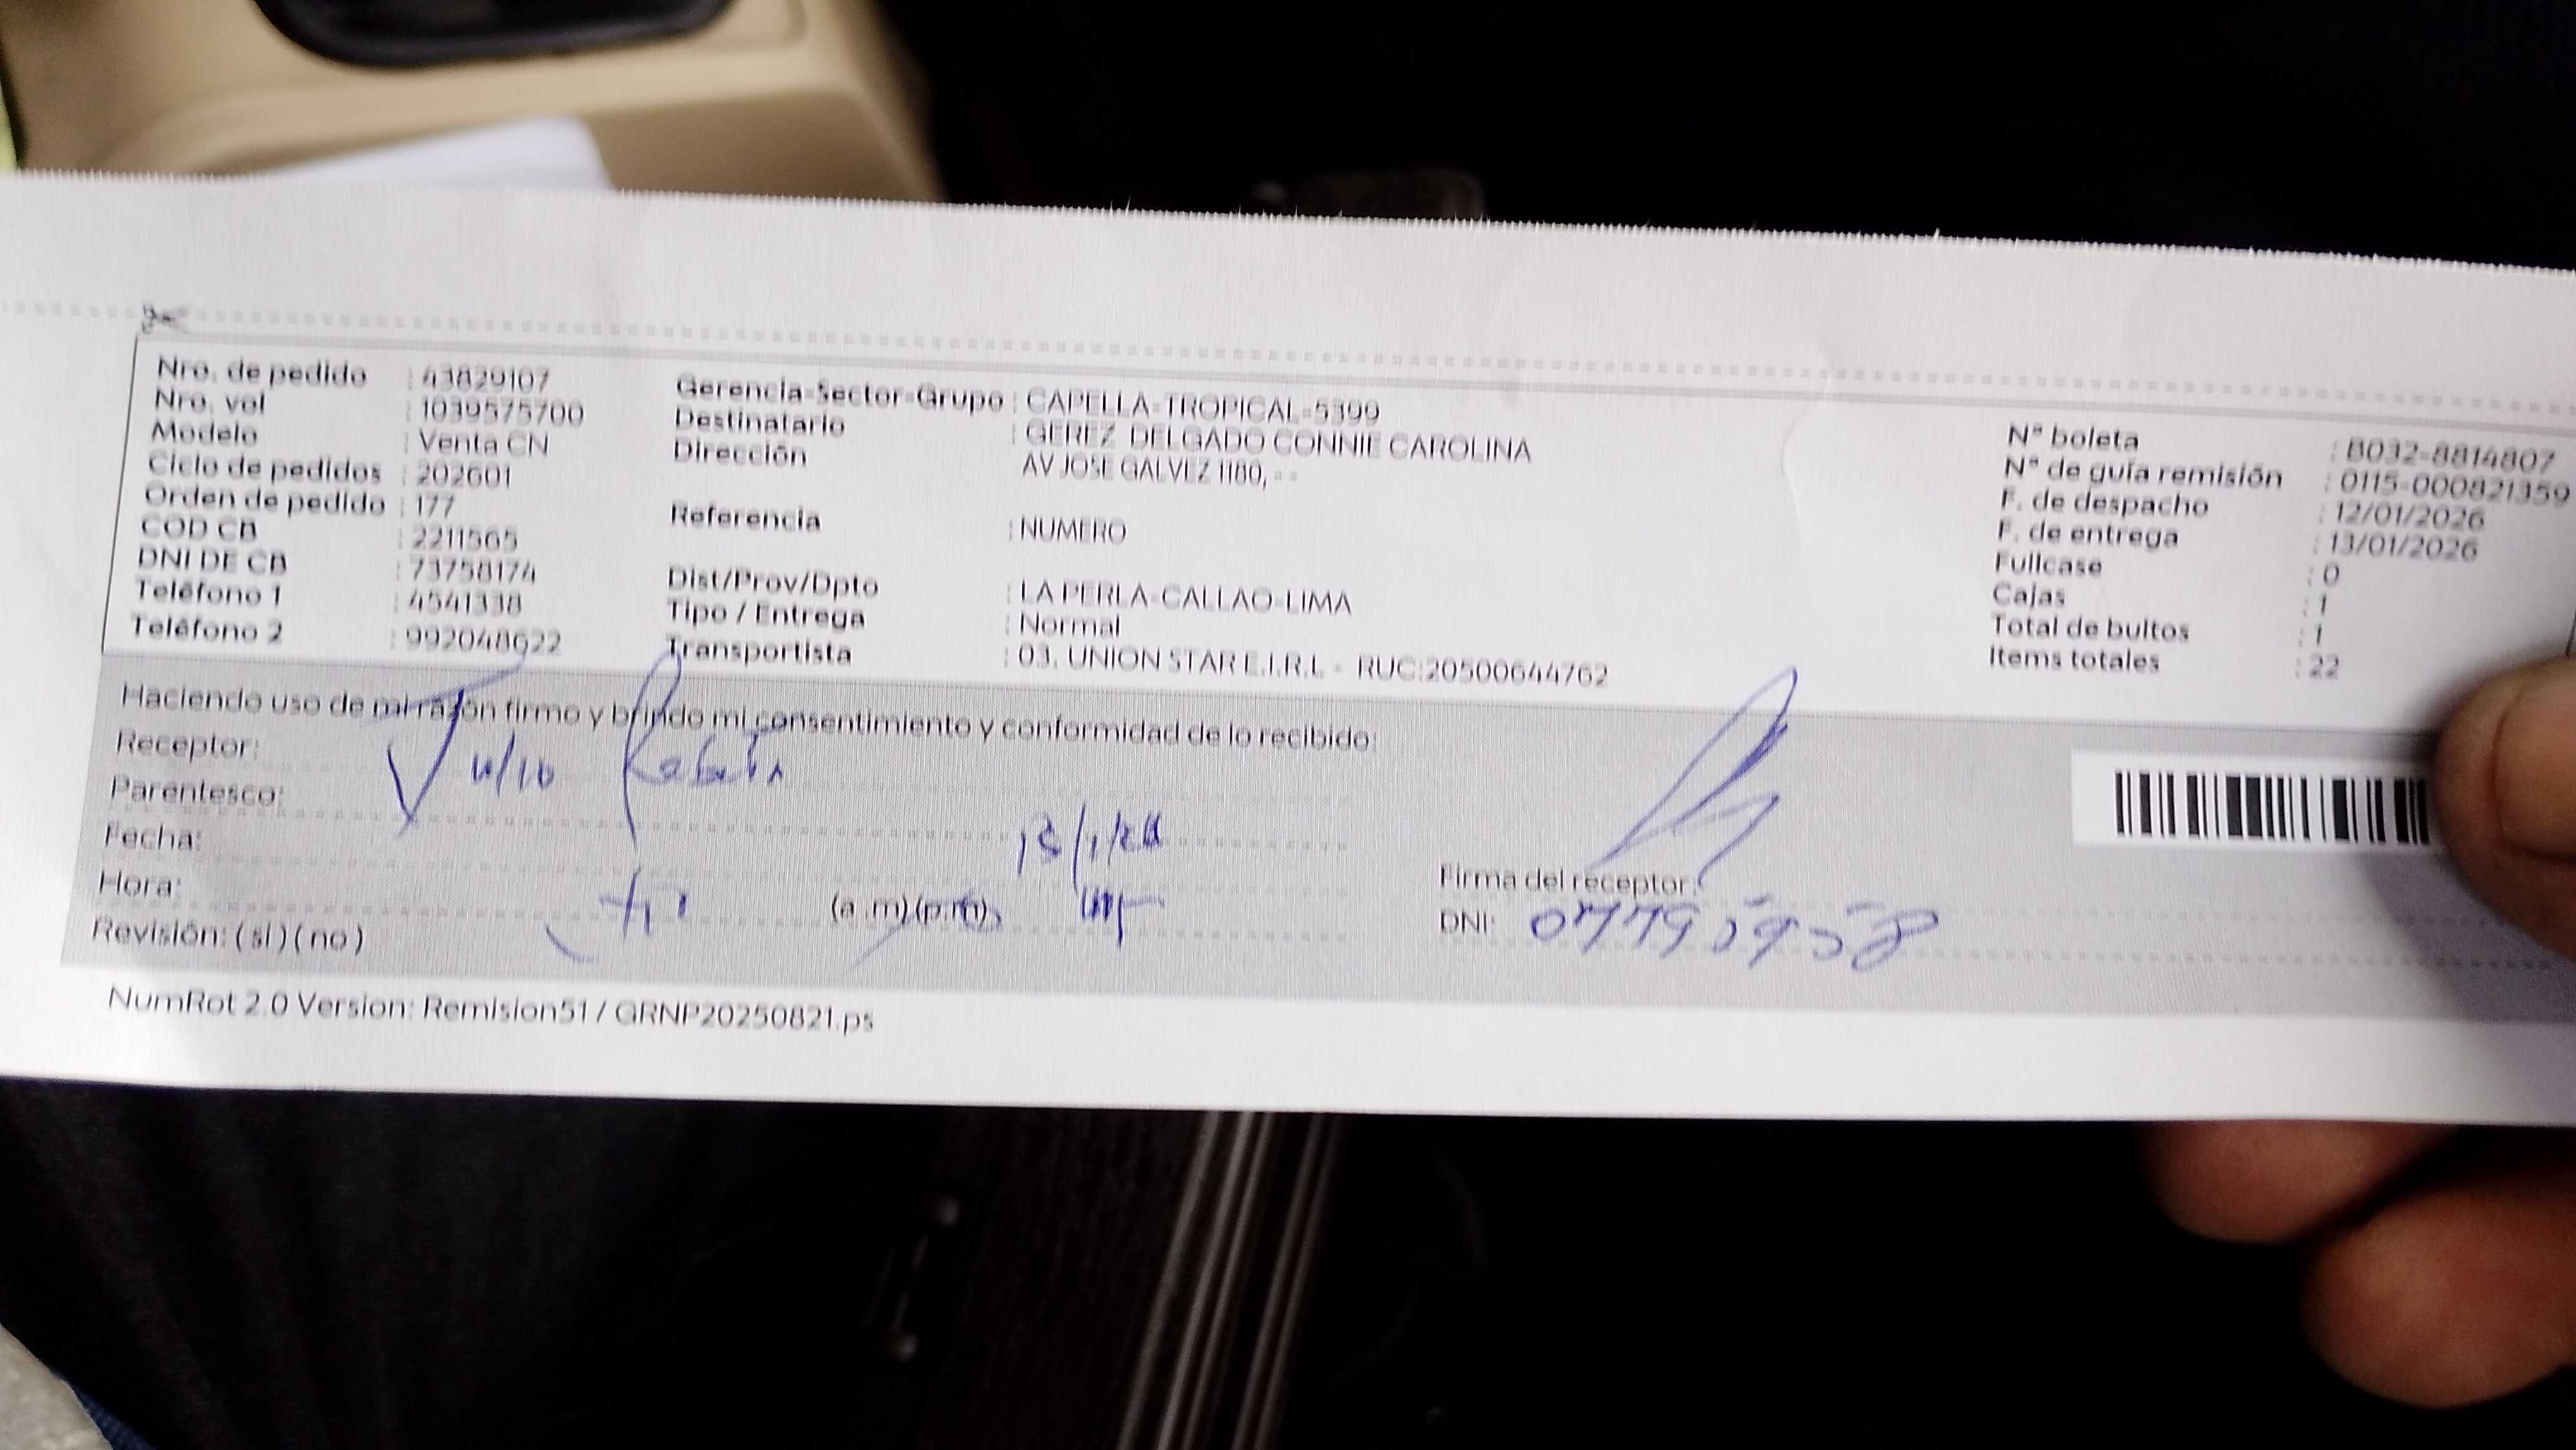 Nro. de pedido : 43829107
Nro. vol : 1039575700
Modelo : Venta CN
Ciclo de pedidos : 202601
Orden de pedido : 177
COD CB : 2211565
DNI DE CB : 73758174
Teléfono 1 : 4541338
Teléfono 2 : 992048622
Gerencia-Sector-Grupo : CAPELLA-TROPICAL-5399
Destinatario : GEREZ DELGADO CONNIE CAROLINA
Dirección AV JOSE GALVEZ 1180, - -
Referencia : NUMERO
Dist/Prov/Dpto : LA PERLA-CALLAO-LIMA
Tipo / Entrega : Normal
Transportista : 03. UNION STAR E.I.R.L - RUC:20500644762
N° boleta : B032-8814807
N° de guía remisión : 0115-000821359
F. de despacho : 12/01/2026
F. de entrega : 13/01/2026
Fullcase : 0
Cajas : 1
Total de bultos : 1
Items totales : 22
Haciendo uso de mi razón firmo y brindo mi consentimiento y conformidad de lo recibido:
Receptor: Julio
Parentesco:
Fecha: 13/1/26
Hora: (a .m) (p.m)
Revisión: ( si ) ( no )
Firma del receptor:
DNI:
NumRot 2.0 Version: Remision51 / GRNP20250821.ps